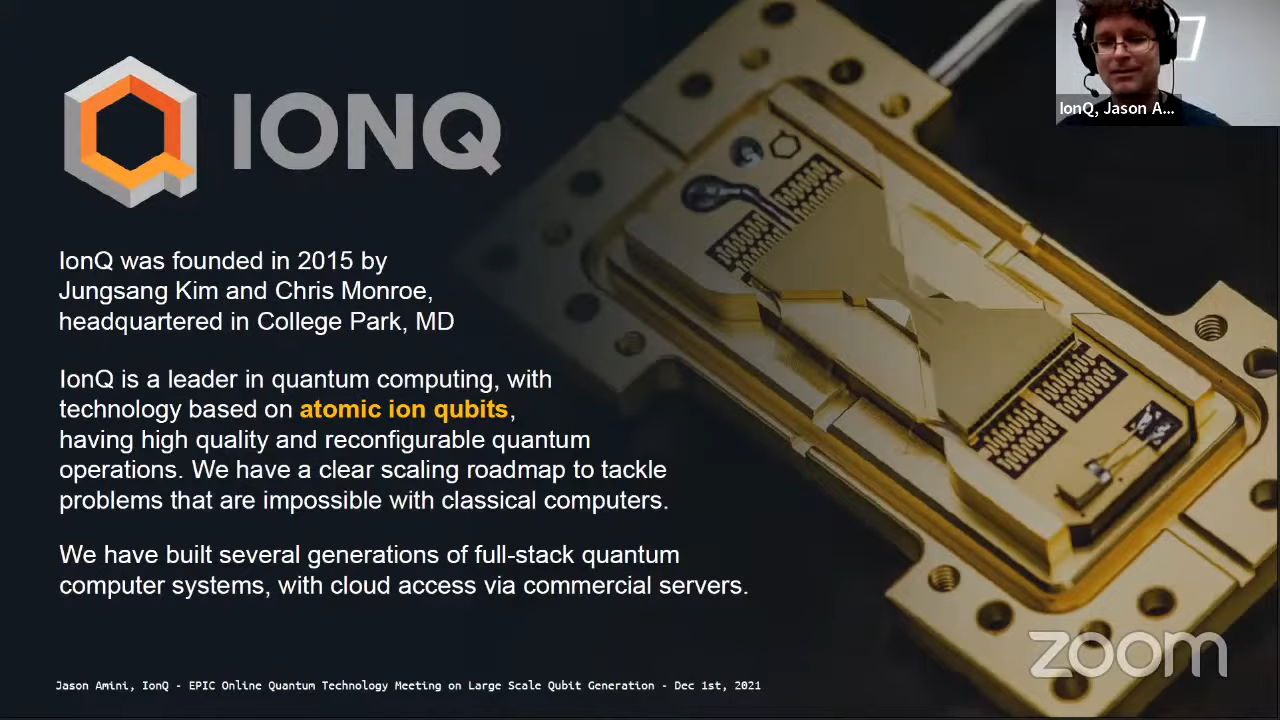 IonQ, Jason A...
IONQ
IonQ was founded in 2015 by
Jungsang Kim and Chris Monroe,
headquartered in College Park, MD
IonQ is a leader in quantum computing, with
technology based on atomic ion qubits,
having high quality and reconfigurable quantum
operations. We have a clear scaling roadmap to tackle
problems that are impossible with classical computers.
We have built several generations of full-stack quantum
computer systems, with cloud access via commercial servers.
zoom
Jason Amini, IonQ - EPIC Online Quantum Technology Meeting on Large Scale Qubit Generation - Dec 1st, 2021